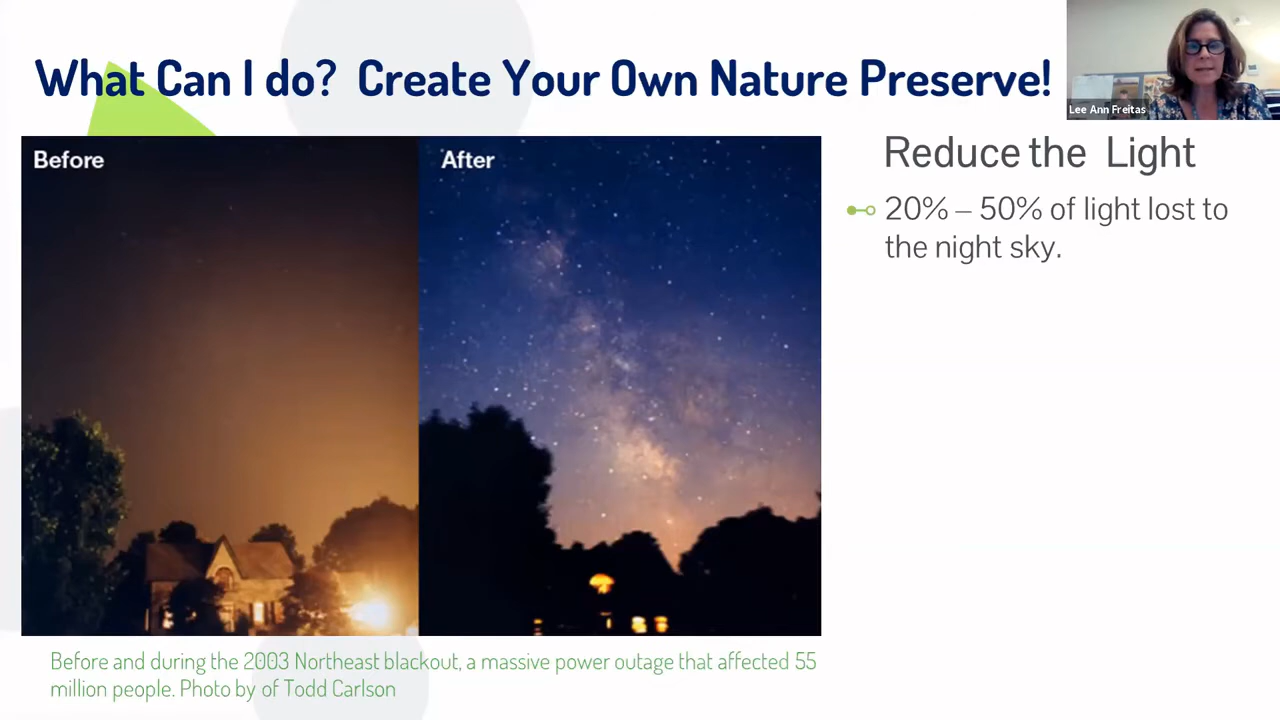 What Can I do? Create Your Own Nature Preserve!
Lee Ann Freitas
Before
After
Reduce the Light
20% – 50% of light lost to
the night sky.
Before and during the 2003 Northeast blackout, a massive power outage that affected 55
million people. Photo by of Todd Carlson